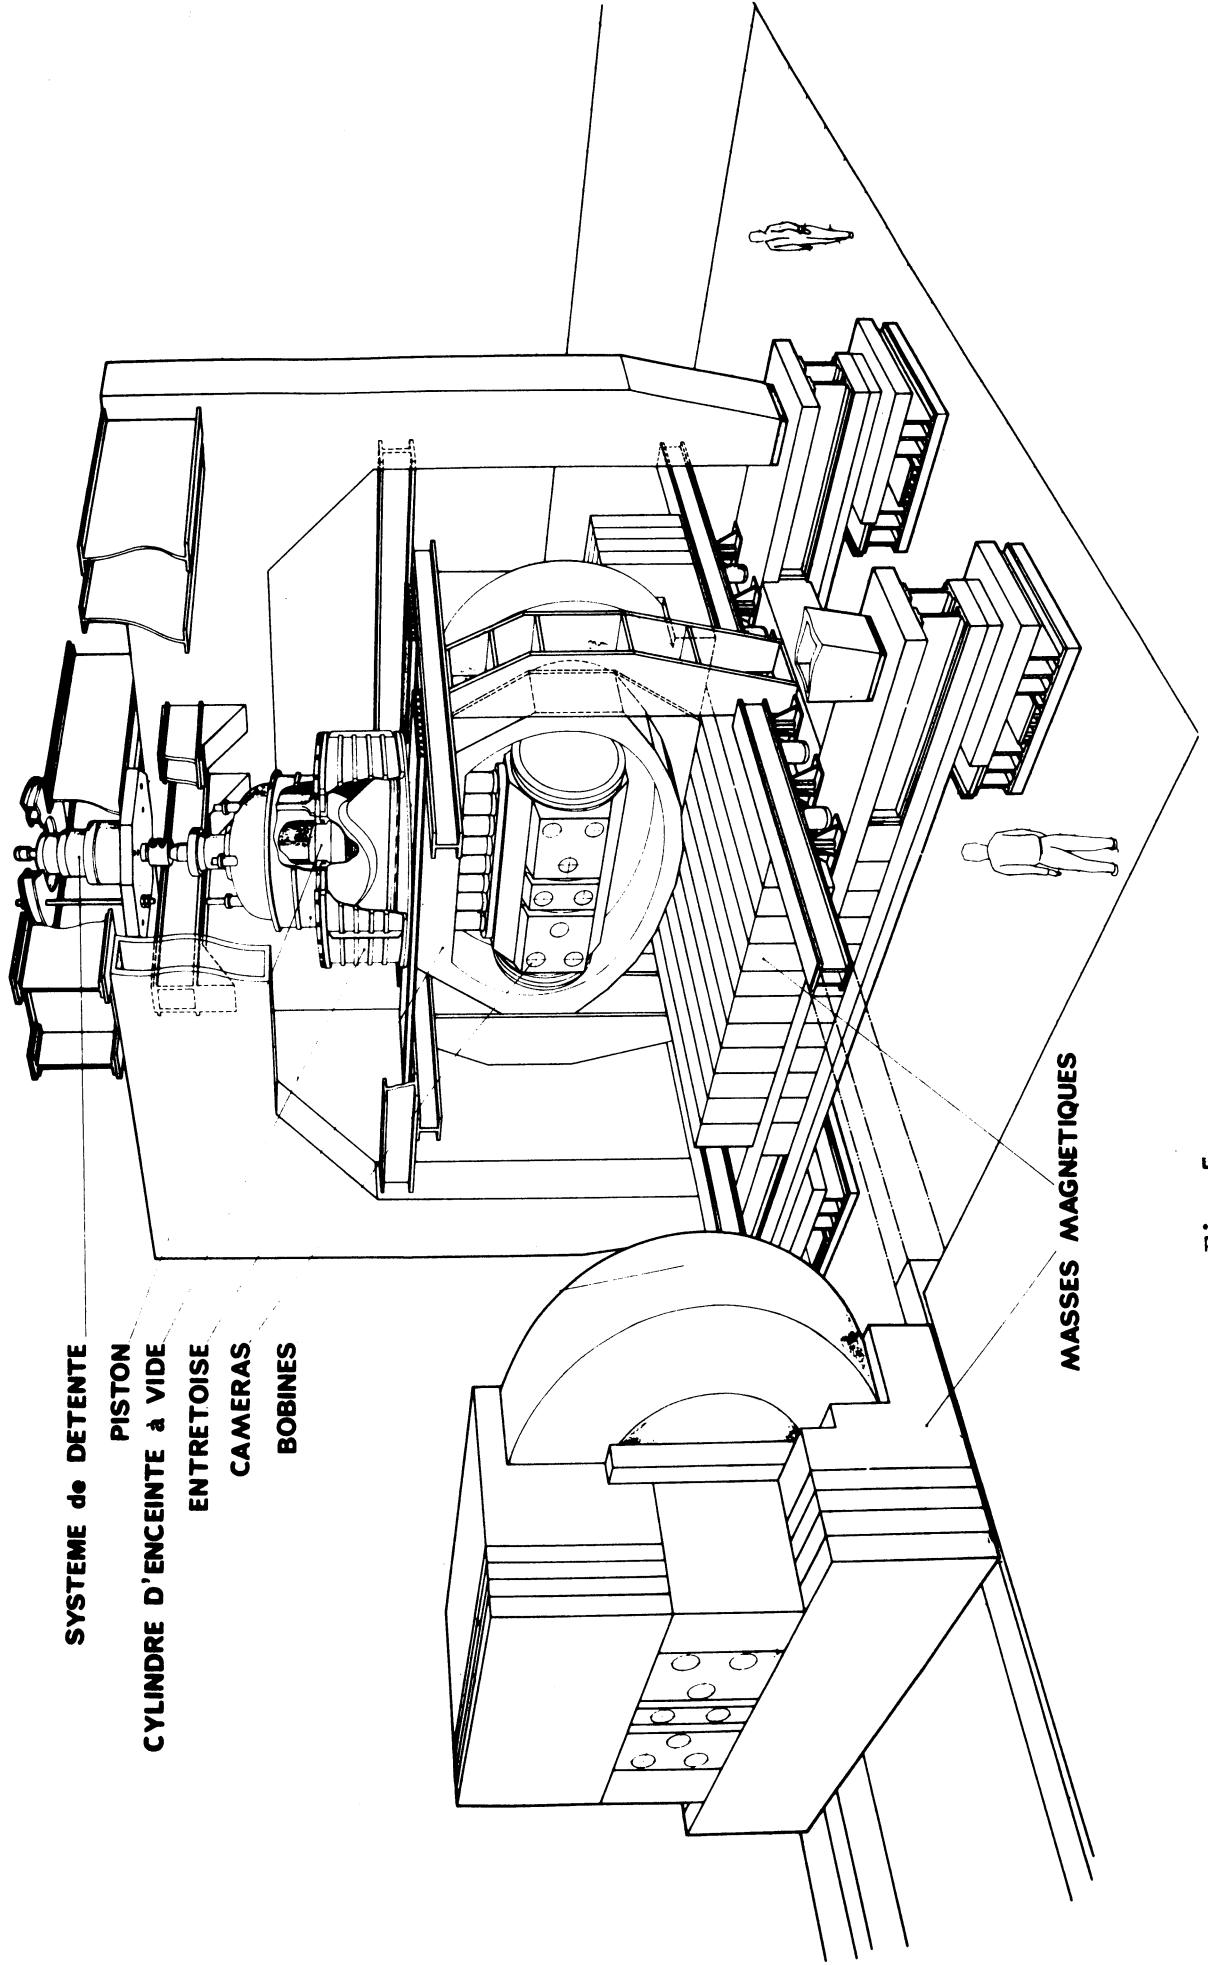 SYSTEME de DETENTE
PISTON
CYLINDRE D'ENCEINTE à VIDE
ENTRETOISE
CAMERAS
BOBINES
MASSES MAGNETIQUES